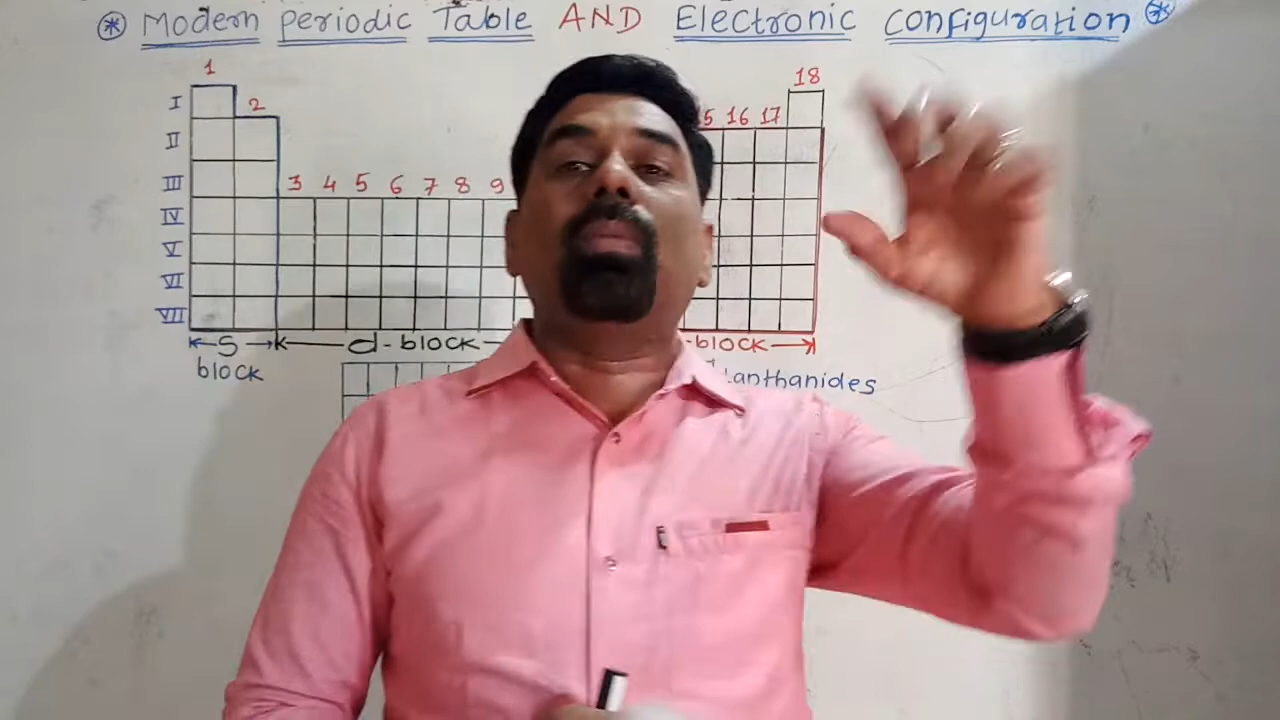 Modern periodic Table AND Electronic configuration
1 18
I 2 16 17
II
III 3 4 5 6 7 8 9
IV
V
VI
VII
s d-block -block
block
Lanthanides